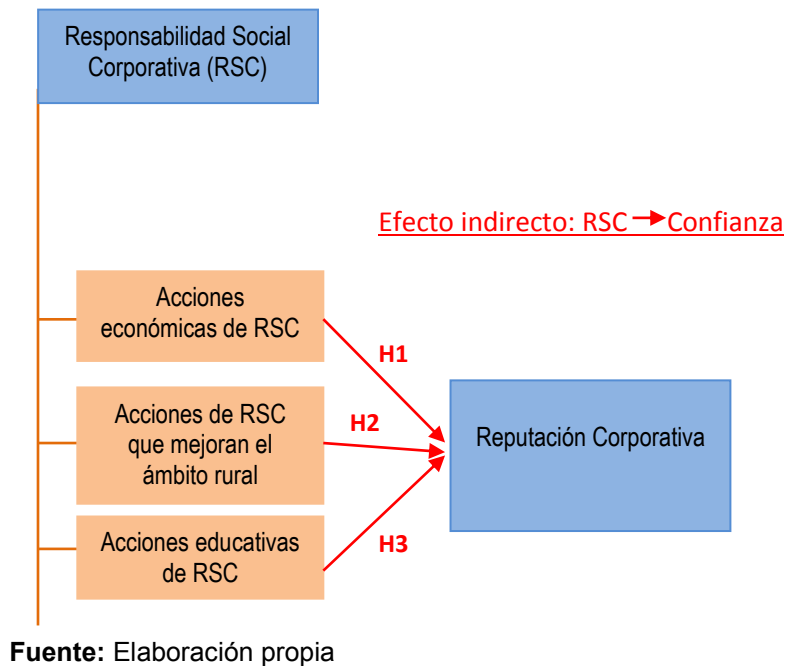 Responsabilidad Social
Corporativa (RSC)
Efecto indirecto: RSC Confianza
Acciones
económicas de RSC
H1
Acciones de RSC
que mejoran el
ámbito rural
H2
Reputación Corporativa
Acciones educativas
de RSC
H3
Fuente: Elaboración propia